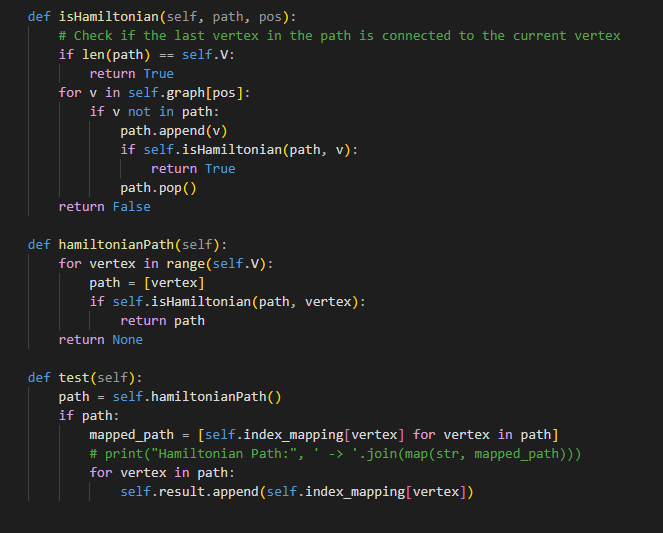 def isHamiltonian(self, path, pos):
    # Check if the last vertex in the path is connected to the current vertex
    if len(path) == self.V:
        return True
    for v in self.graph[pos]:
        if v not in path:
            path.append(v)
            if self.isHamiltonian(path, v):
                return True
            path.pop()
    return False

def hamiltonianPath(self):
    for vertex in range(self.V):
        path = [vertex]
        if self.isHamiltonian(path, vertex):
            return path
    return None

def test(self):
    path = self.hamiltonianPath()
    if path:
        mapped_path = [self.index_mapping[vertex] for vertex in path]
        # print("Hamiltonian Path:", ' -> '.join(map(str, mapped_path)))
        for vertex in path:
            self.result.append(self.index_mapping[vertex])